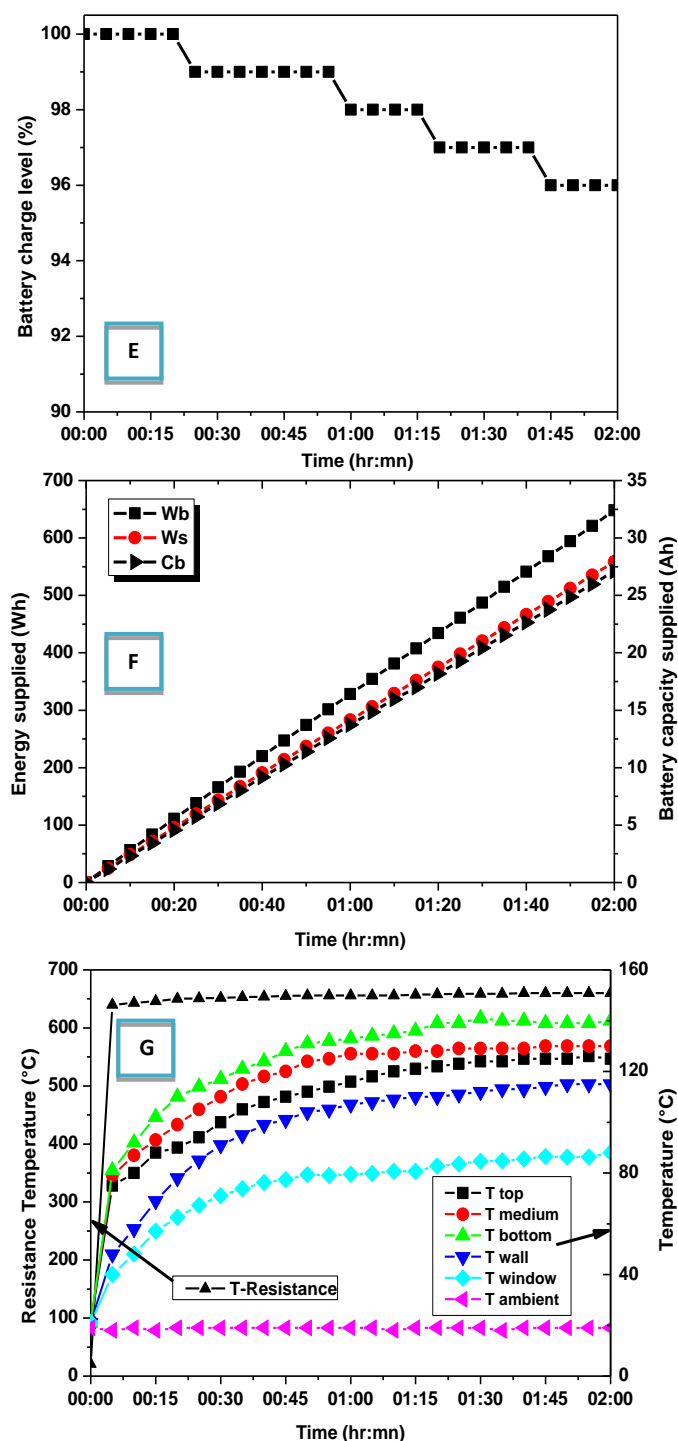 Battery charge level (%)
100
98
96
94
92
90
E
00:00 00:15 00:30 00:45 01:00 01:15 01:30 01:45 02:00
Time (hr:mn)
Energy supplied (Wh)
700
600
500
400
300
200
100
0
Wb
Ws
Cb
F
35
30
25
20
15
10
5
0
Battery capacity supplied (Ah)
00:00 00:20 00:40 01:00 01:20 01:40 02:00
Time (hr:mn)
Resistance Temperature (°C)
700
600
500
400
300
200
100
0
G
T-Resistance
T top
T medium
T bottom
T wall
T window
T ambient
160
120
80
40
0
Temperature (°C)
00:00 00:15 00:30 00:45 01:00 01:15 01:30 01:45 02:00
Time (hr:mn)